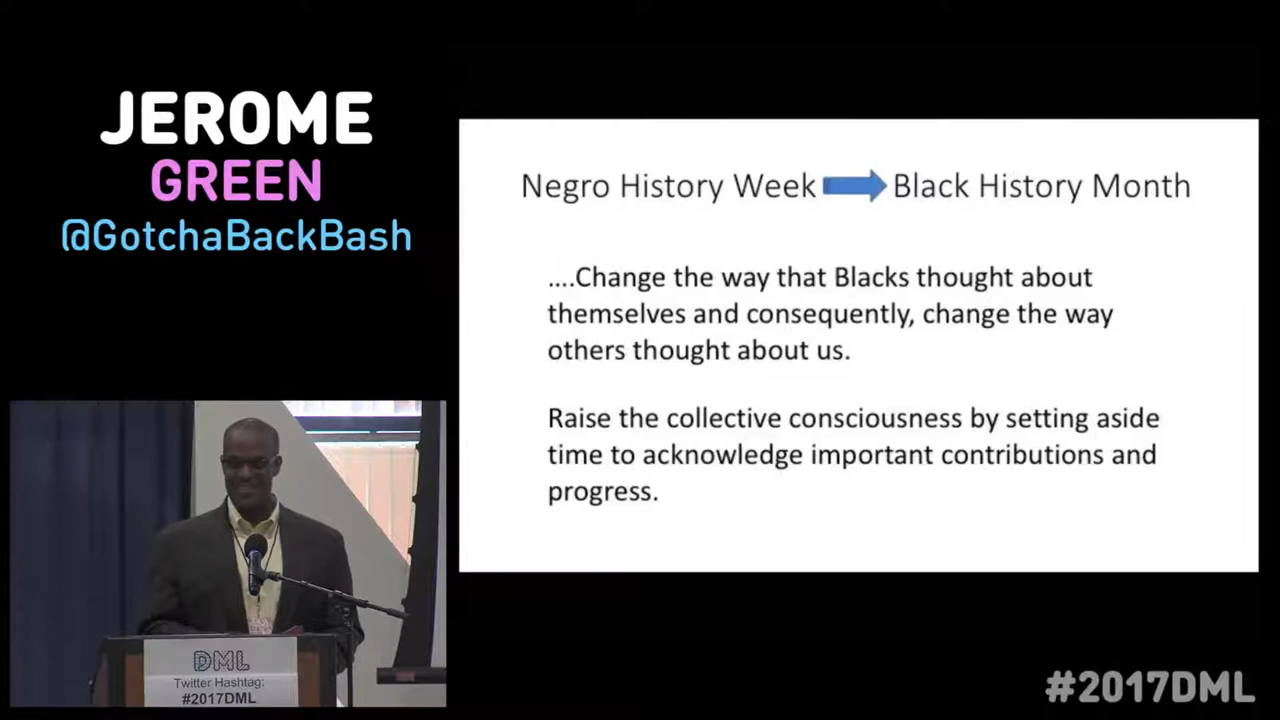 JEROME
GREEN
@GotchaBackBash
Negro History Week Black History Month
....Change the way that Blacks thought about
themselves and consequently, change the way
others thought about us.
Raise the collective consciousness by setting aside
time to acknowledge important contributions and
progress.
DML
Twitter Hashtag:
#2017DML
#2017DML